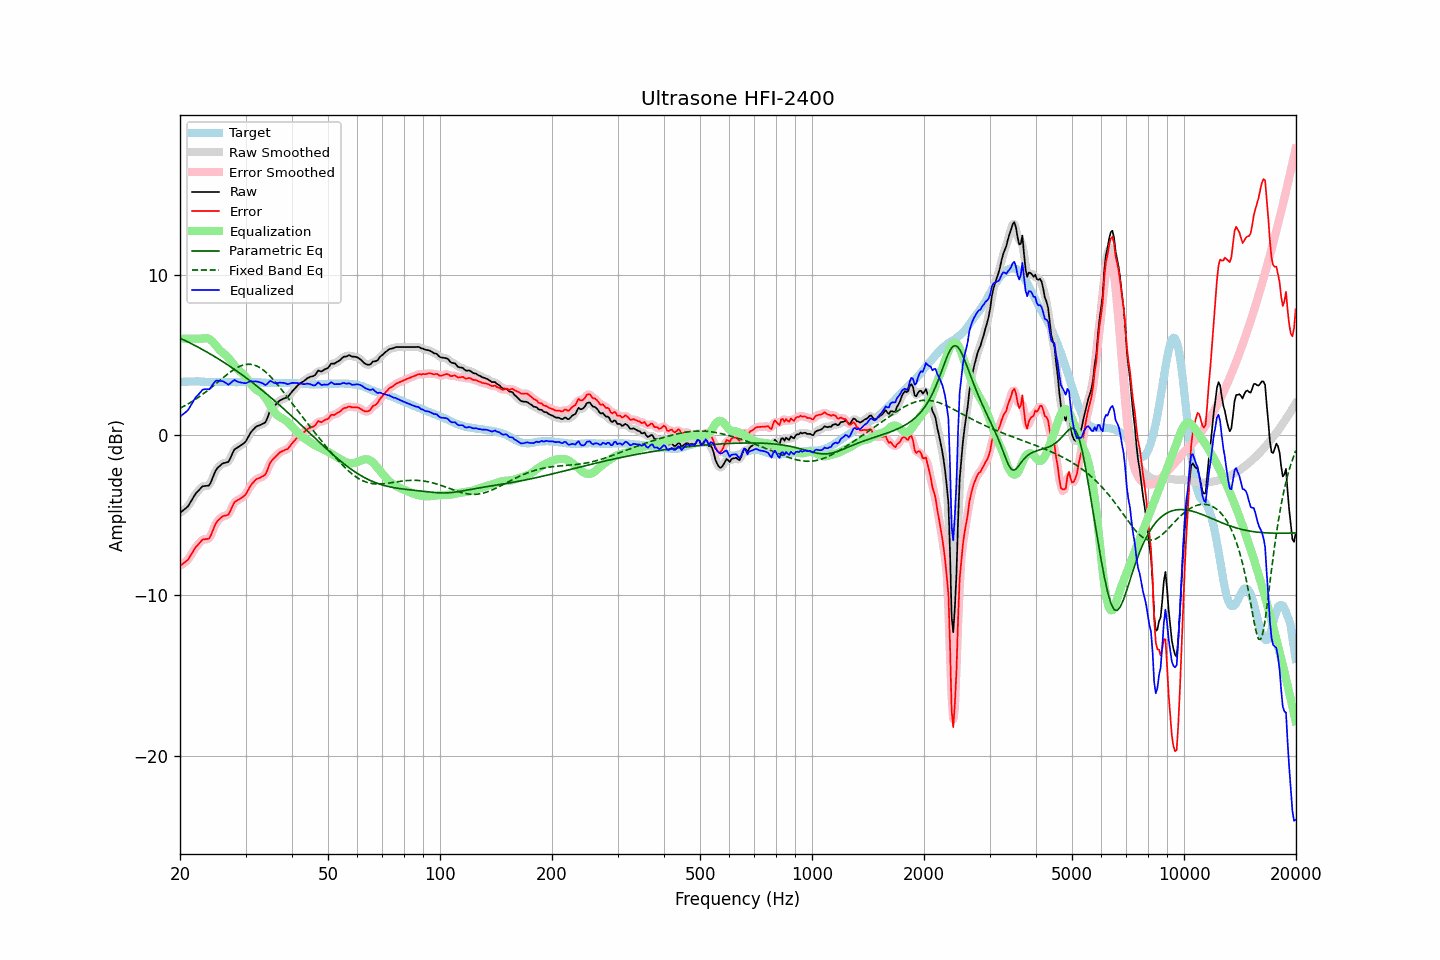 Ultrasone HFI-2400
Target
Raw Smoothed
Error Smoothed
Raw
Error
Equalization
Parametric Eq
Fixed Band Eq
Equalized
Amplitude (dBr)
10
0
−10
−20
20
50
100
200
500
1000
2000
5000
10000
20000
Frequency (Hz)